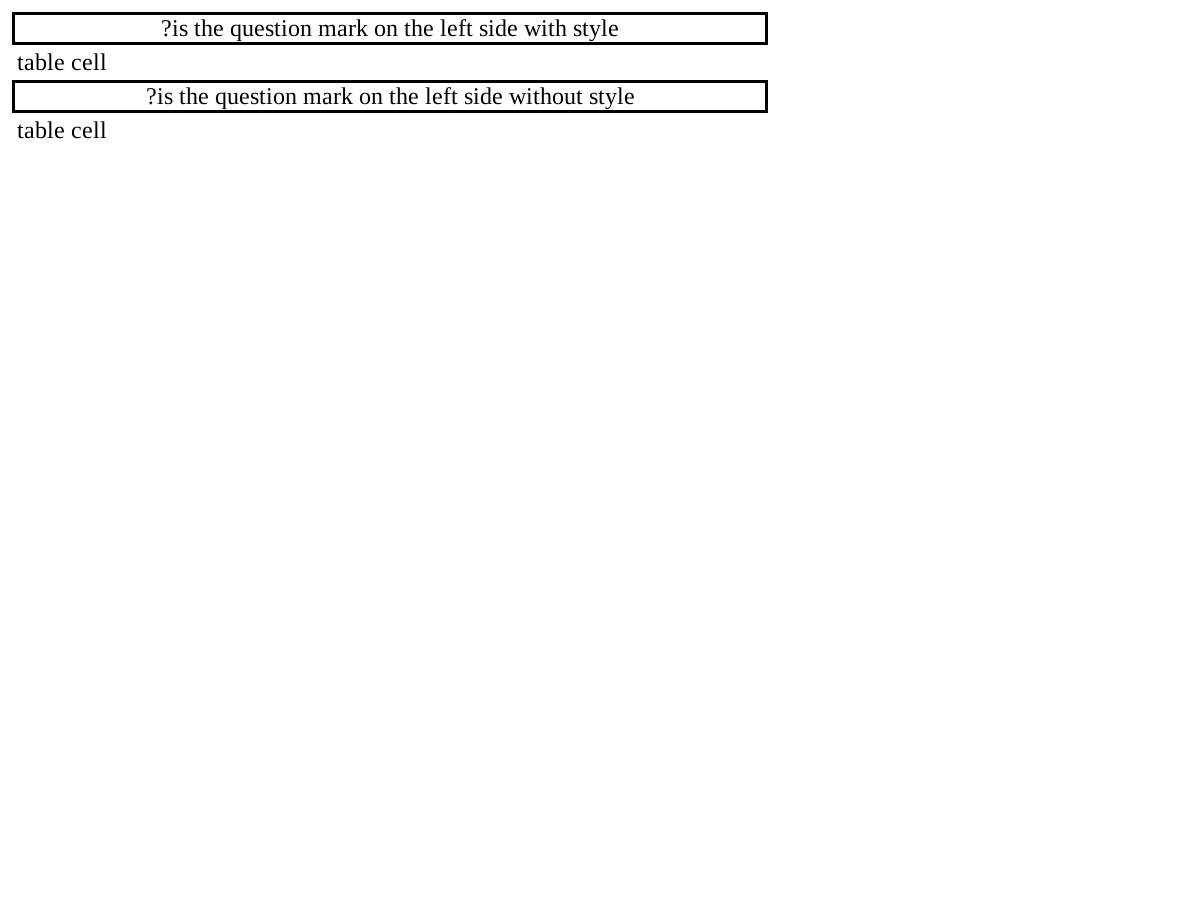 ?is the question mark on the left side with style
table cell
?is the question mark on the left side without style
table cell